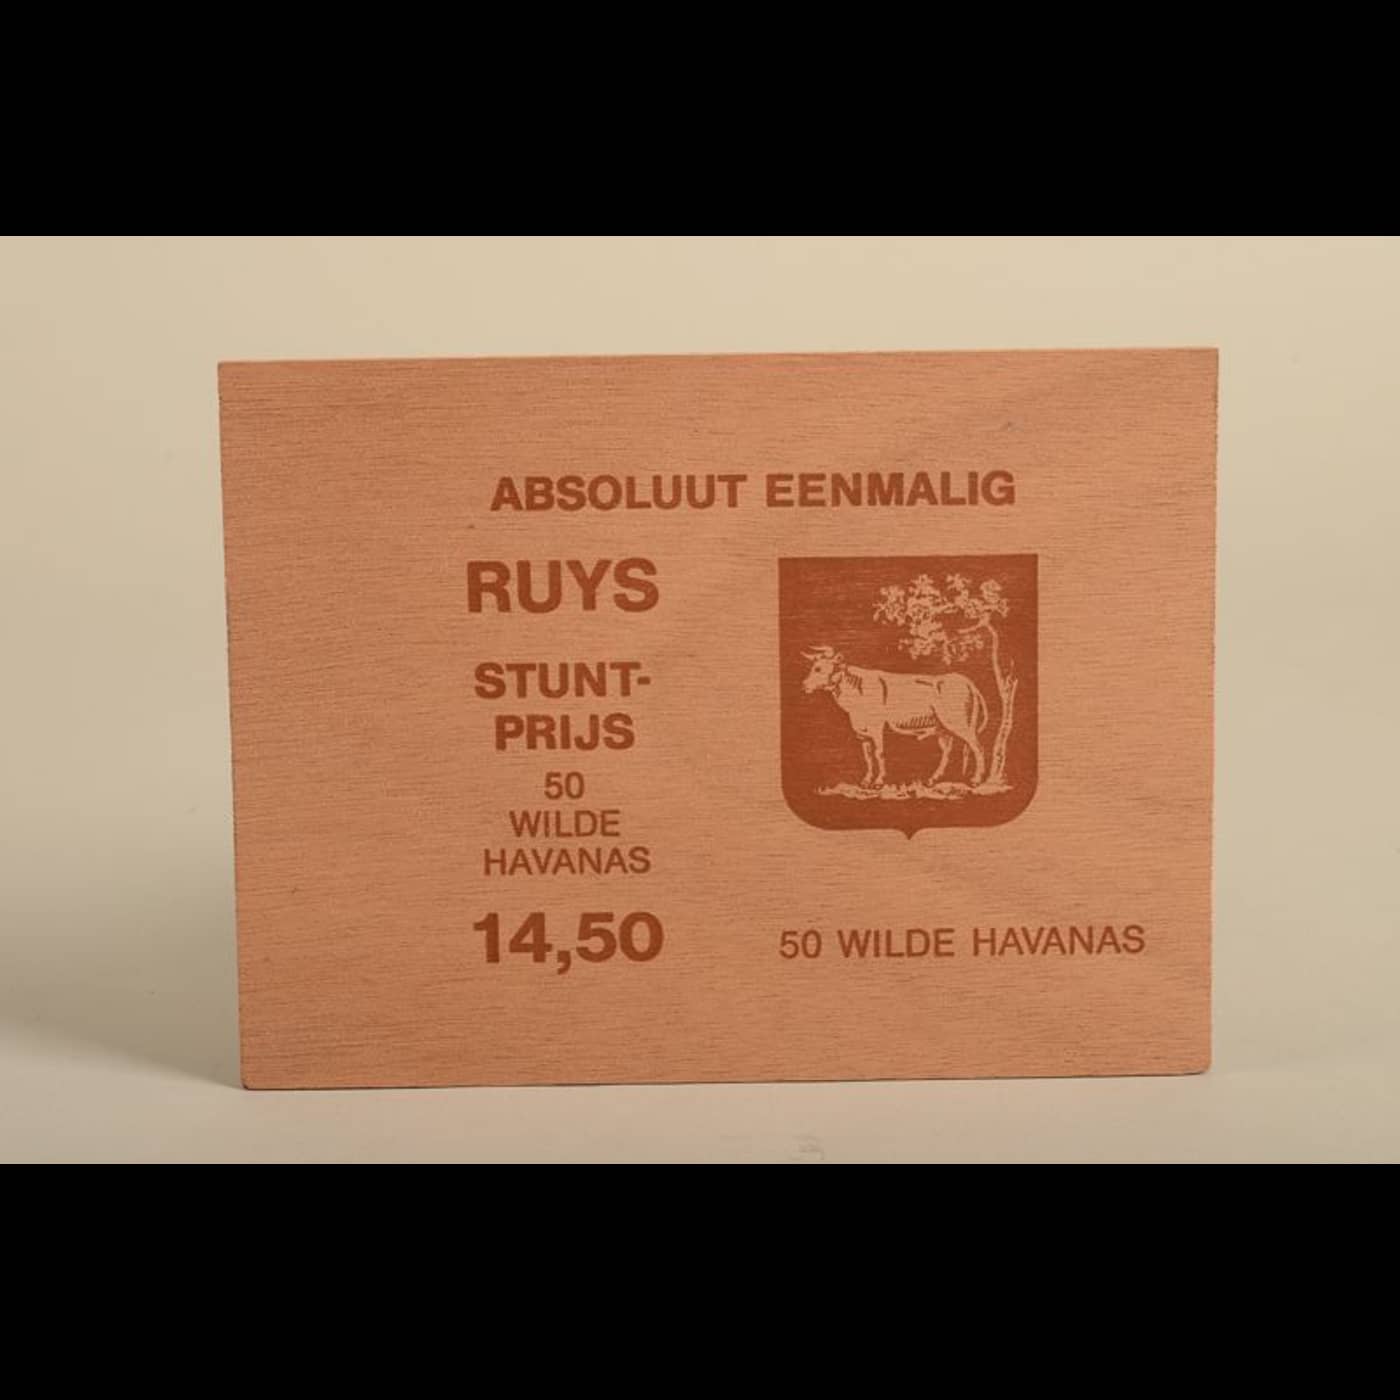 ABSOLUUT EENMALIG
RUYS
STUNT-
PRIJS
50
WILDE
HAVANAS
14,50
50 WILDE HAVANAS